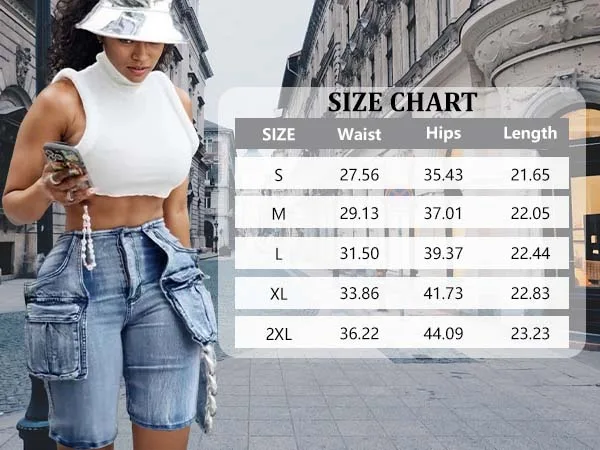 SIZE CHART
SIZE Waist Hips Length
S 27.56 35.43 21.65
M 29.13 37.01 22.05
L 31.50 39.37 22.44
XL 33.86 41.73 22.83
2XL 36.22 44.09 23.23